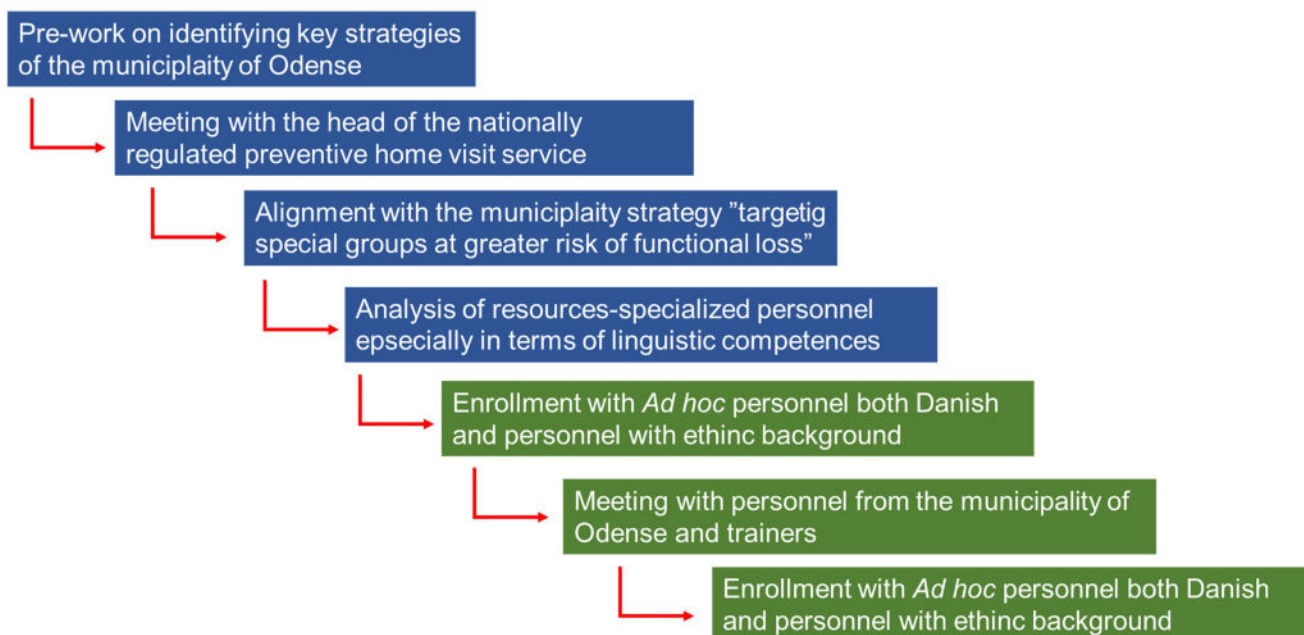 Pre-work on identifying key strategies
of the municiplaity of Odense
Meeting with the head of the nationally
regulated preventive home visit service
Alignment with the municiplaity strategy ”targetig
special groups at greater risk of functional loss”
Analysis of resources-specialized personnel
epsecially in terms of linguistic competences
Enrollment with Ad hoc personnel both Danish
and personnel with ethinc background
Meeting with personnel from the municipality of
Odense and trainers
Enrollment with Ad hoc personnel both Danish
and personnel with ethinc background